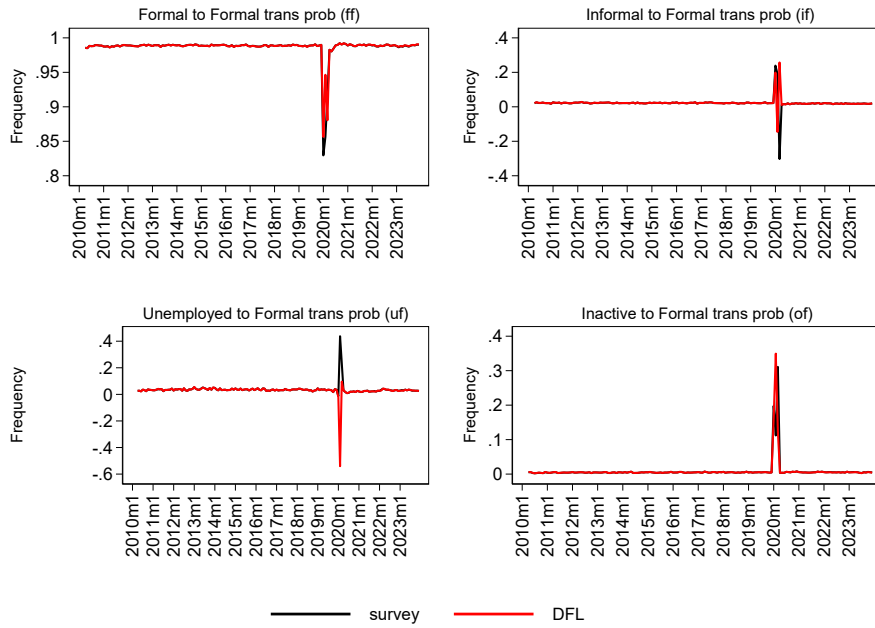 Formal to Formal trans prob (ff)
Frequency
1
.95
.9
.85
.8
2010m1
2011m1
2012m1
2013m1
2014m1
2015m1
2016m1
2017m1
2018m1
2019m1
2020m1
2021m1
2022m1
2023m1
Informal to Formal trans prob (if)
Frequency
.4
.2
0
-.2
-.4
2010m1
2011m1
2012m1
2013m1
2014m1
2015m1
2016m1
2017m1
2018m1
2019m1
2020m1
2021m1
2022m1
2023m1
Unemployed to Formal trans prob (uf)
Frequency
.4
.2
0
-.2
-.4
-.6
2010m1
2011m1
2012m1
2013m1
2014m1
2015m1
2016m1
2017m1
2018m1
2019m1
2020m1
2021m1
2022m1
2023m1
Inactive to Formal trans prob (of)
Frequency
.4
.3
.2
.1
0
2010m1
2011m1
2012m1
2013m1
2014m1
2015m1
2016m1
2017m1
2018m1
2019m1
2020m1
2021m1
2022m1
2023m1
survey
DFL